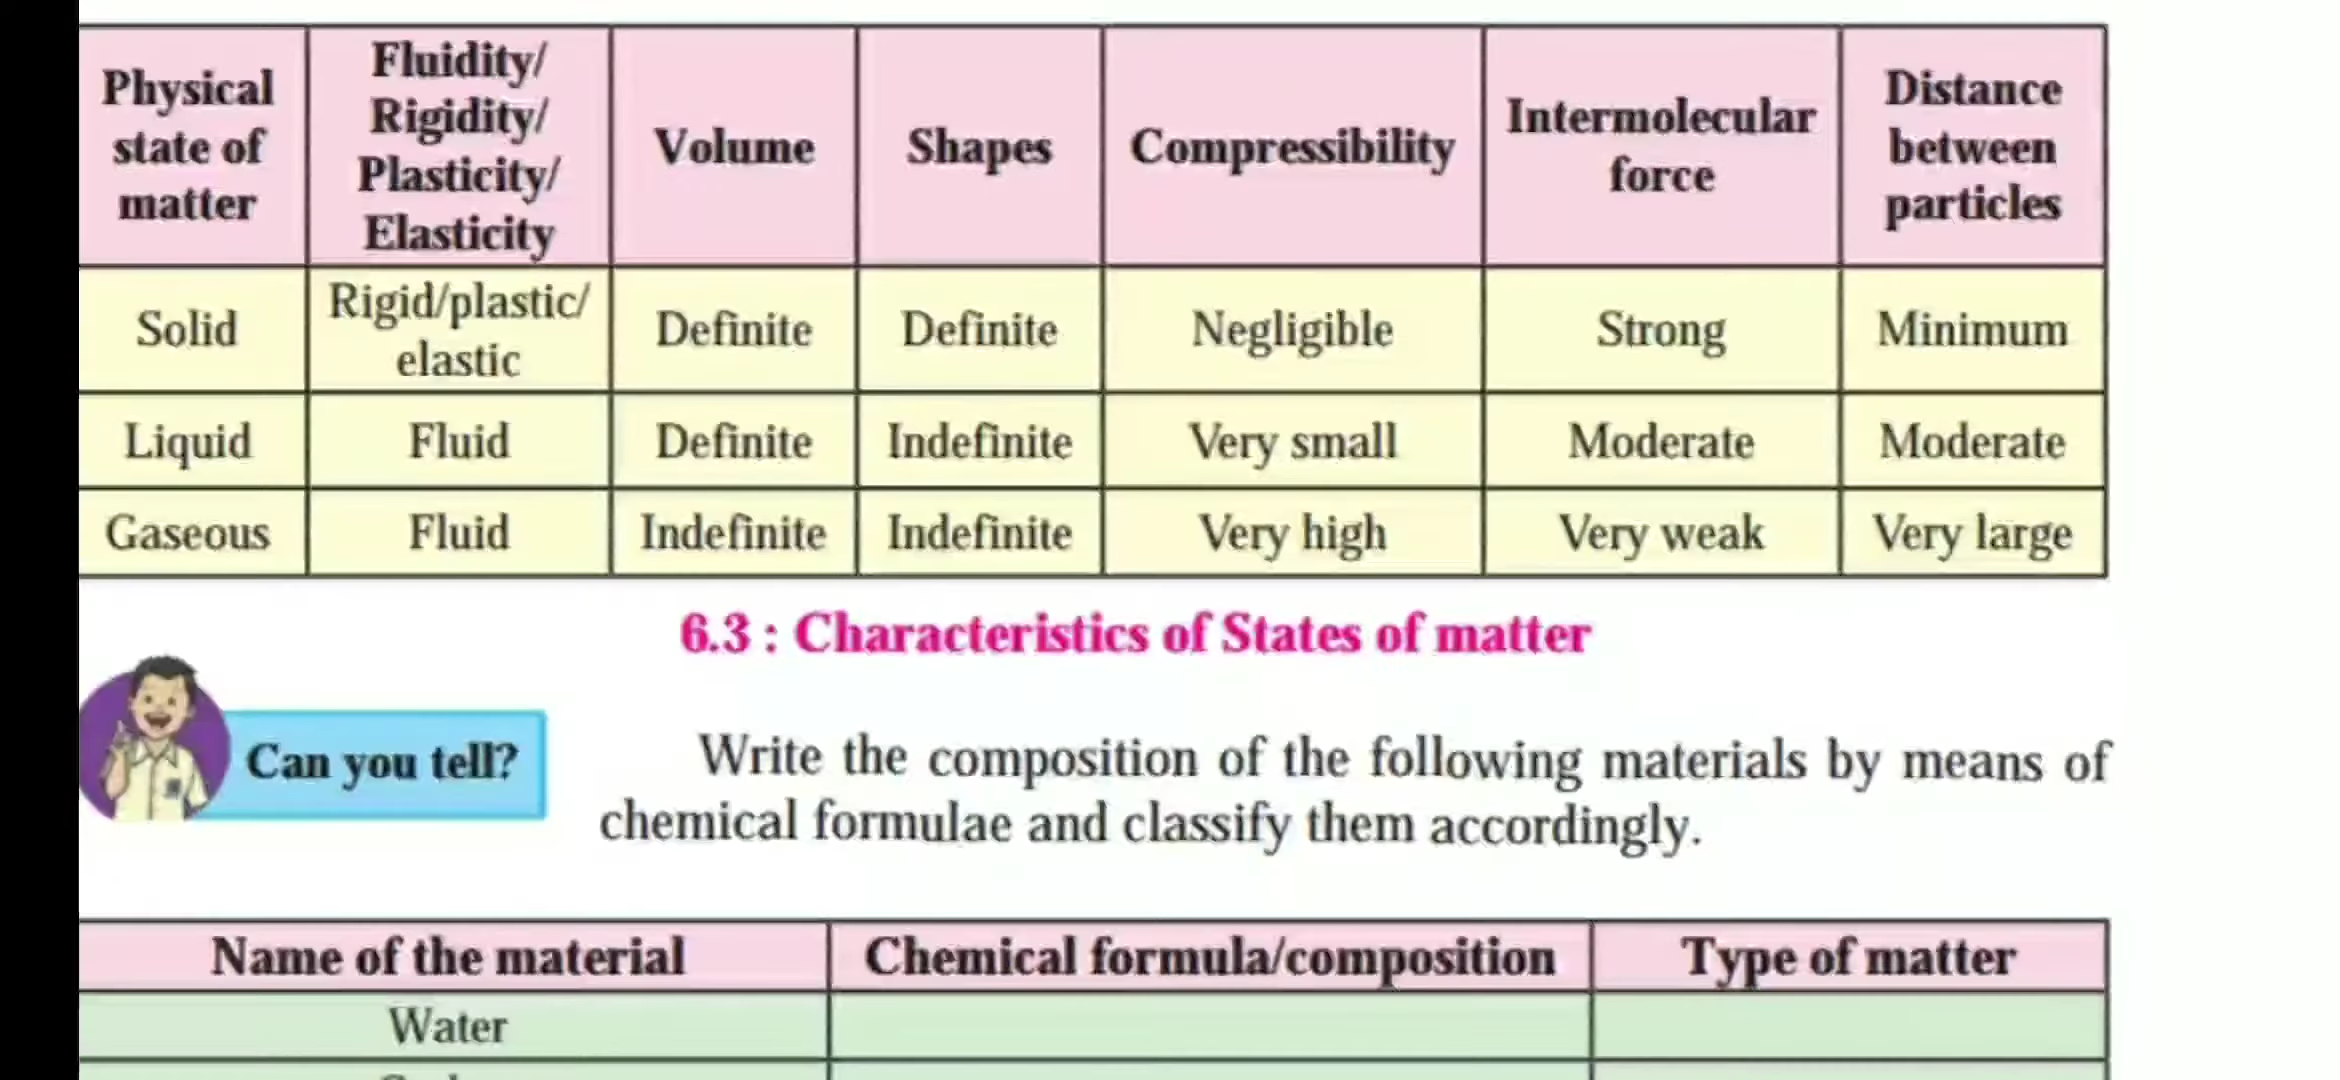 Physical state of matter
Fluidity/ Rigidity/ Plasticity/ Elasticity
Volume
Shapes
Compressibility
Intermolecular force
Distance between particles
Solid
Rigid/plastic/ elastic
Definite
Definite
Negligible
Strong
Minimum
Liquid
Fluid
Definite
Indefinite
Very small
Moderate
Moderate
Gaseous
Fluid
Indefinite
Indefinite
Very high
Very weak
Very large
6.3 : Characteristics of States of matter
Can you tell?
Write the composition of the following materials by means of
chemical formulae and classify them accordingly.
Name of the material
Chemical formula/composition
Type of matter
Water